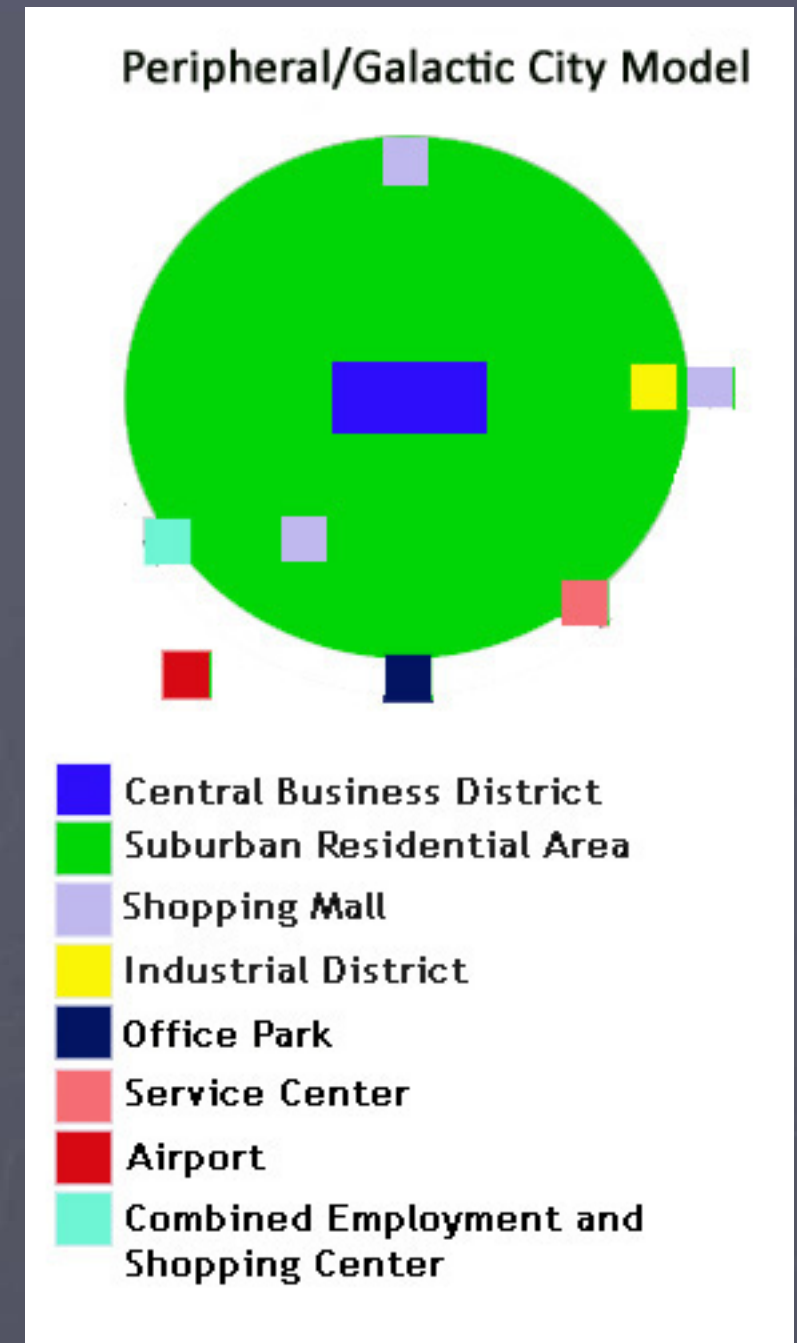 Peripheral/Galactic City Model
Central Business District
Suburban Residential Area
Shopping Mall
Industrial District
Office Park
Service Center
Airport
Combined Employment and
Shopping Center